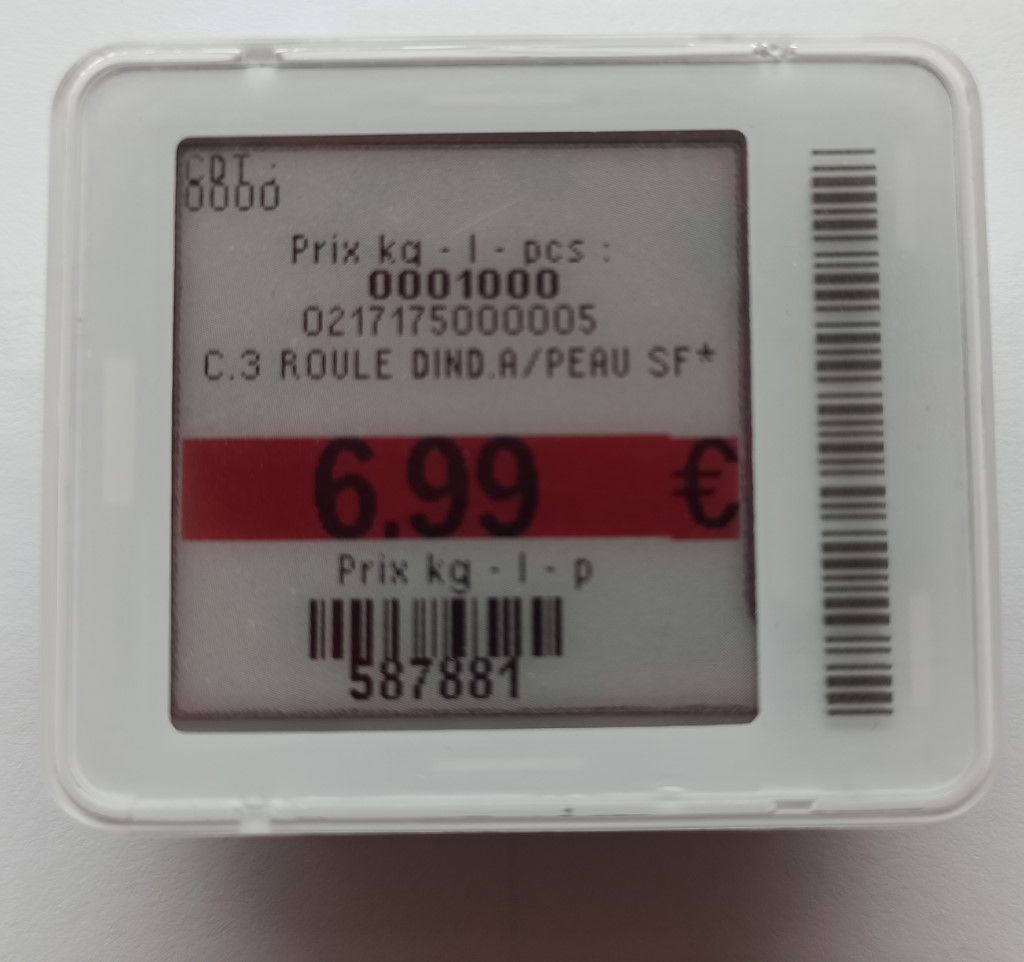 CDT :
0000
Prix kg - l - pcs :
0001000
0217175000005
C.3 ROULE DIND.A/PEAU SF*
6.99 €
Prix kg - l - p
587881